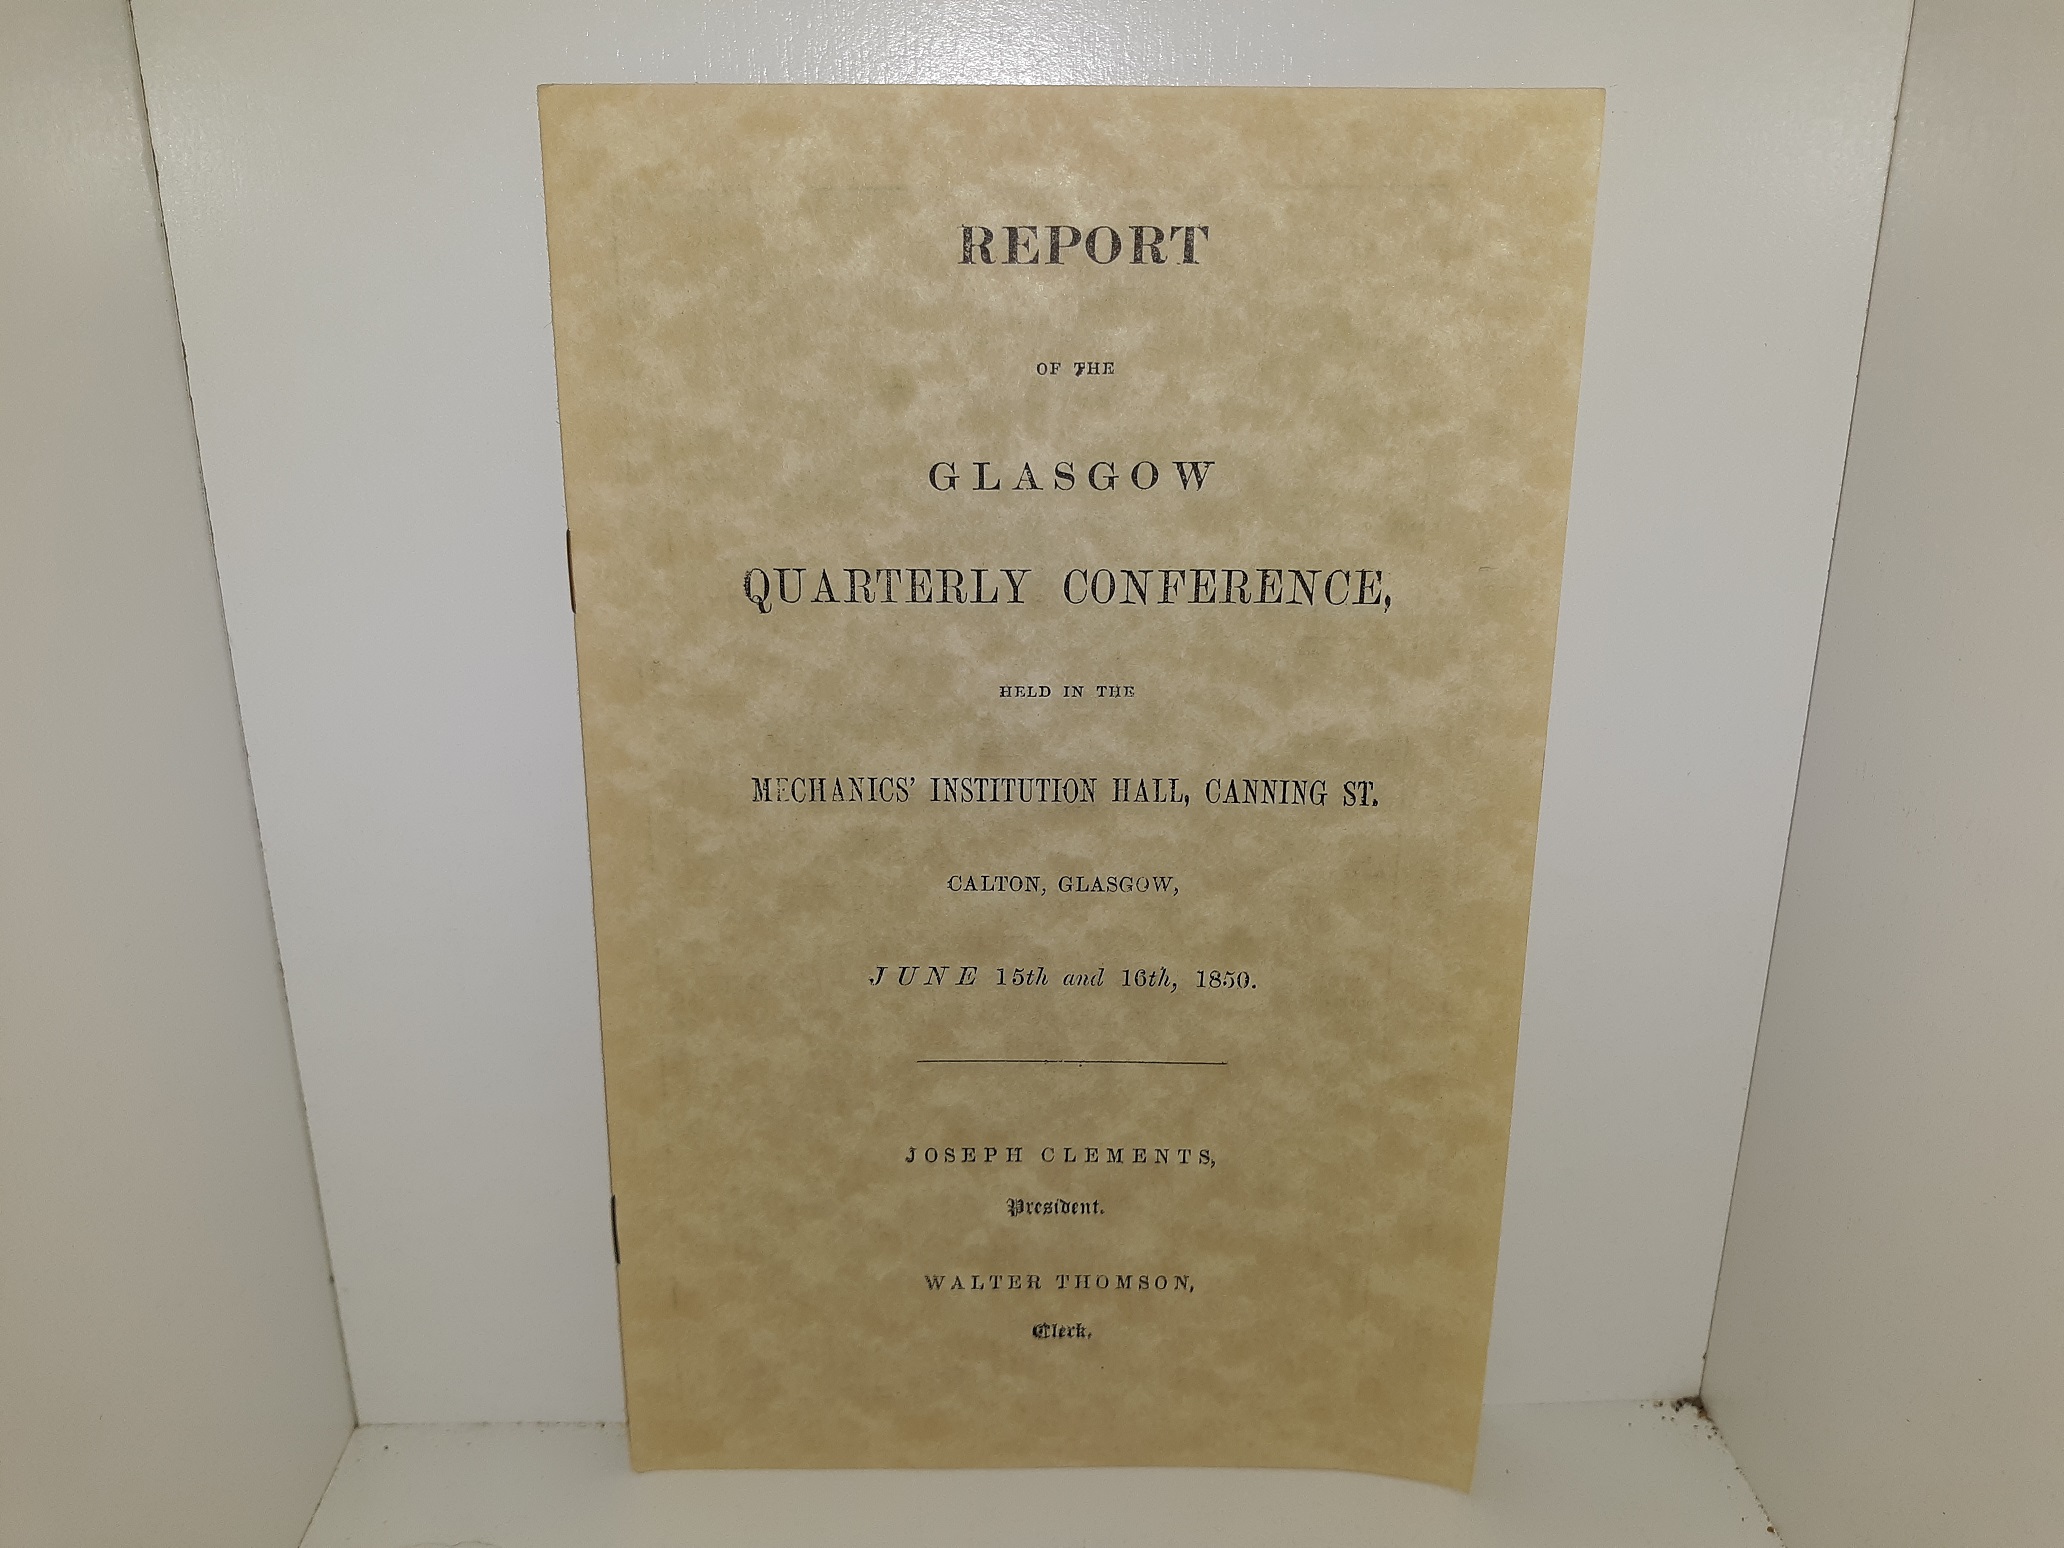 REPORT
OF THE
GLASGOW
QUARTERLY CONFERENCE,
HELD IN THE
MECHANICS' INSTITUTION HALL, CANNING ST.
CALTON, GLASGOW,
JUNE 15th and 16th, 1850.
JOSEPH CLEMENTS,
President.
WALTER THOMSON,
Clerk.